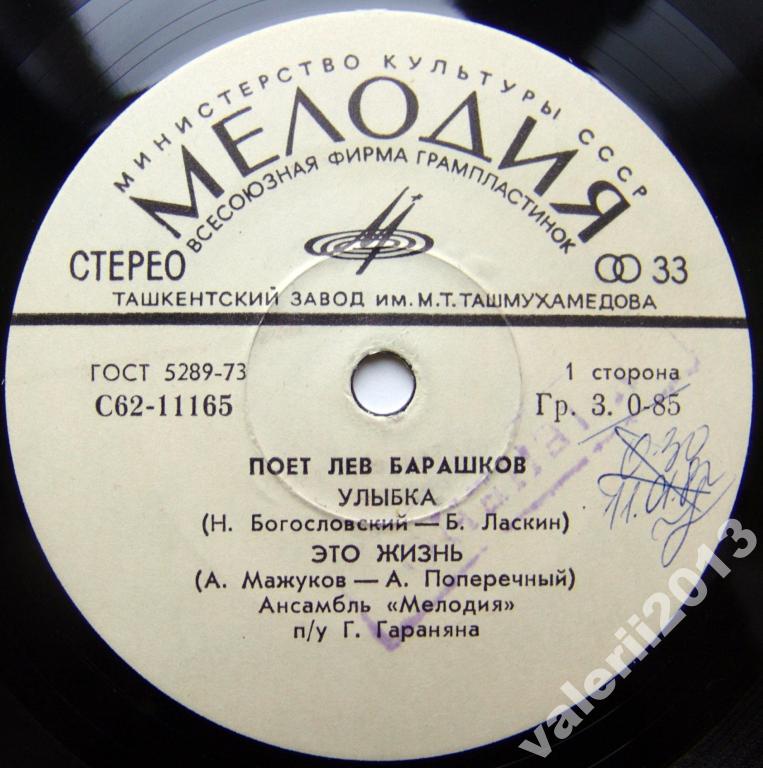 МИНИСТЕРСТВО КУЛЬТУРЫ СССР
МЕЛОДИЯ
ВСЕСОЮЗНАЯ ФИРМА ГРАМПЛАСТИНОК
СТЕРЕО 33
ТАШКЕНТСКИЙ ЗАВОД ИМ. М.Т. ТАШМУХАМЕДОВА
ГОСТ 5289-73 1 сторона
С62-11165 Гр. 3. 0-85
0-30
ПОЕТ ЛЕВ БАРАШКОВ
УЛЫБКА
(Н. Богословский — Б. Ласкин)
ЭТО ЖИЗНЬ
(А. Мажуков — А. Поперечный)
Ансамбль «Мелодия»
п/у Г. Гараняна
valerii2013